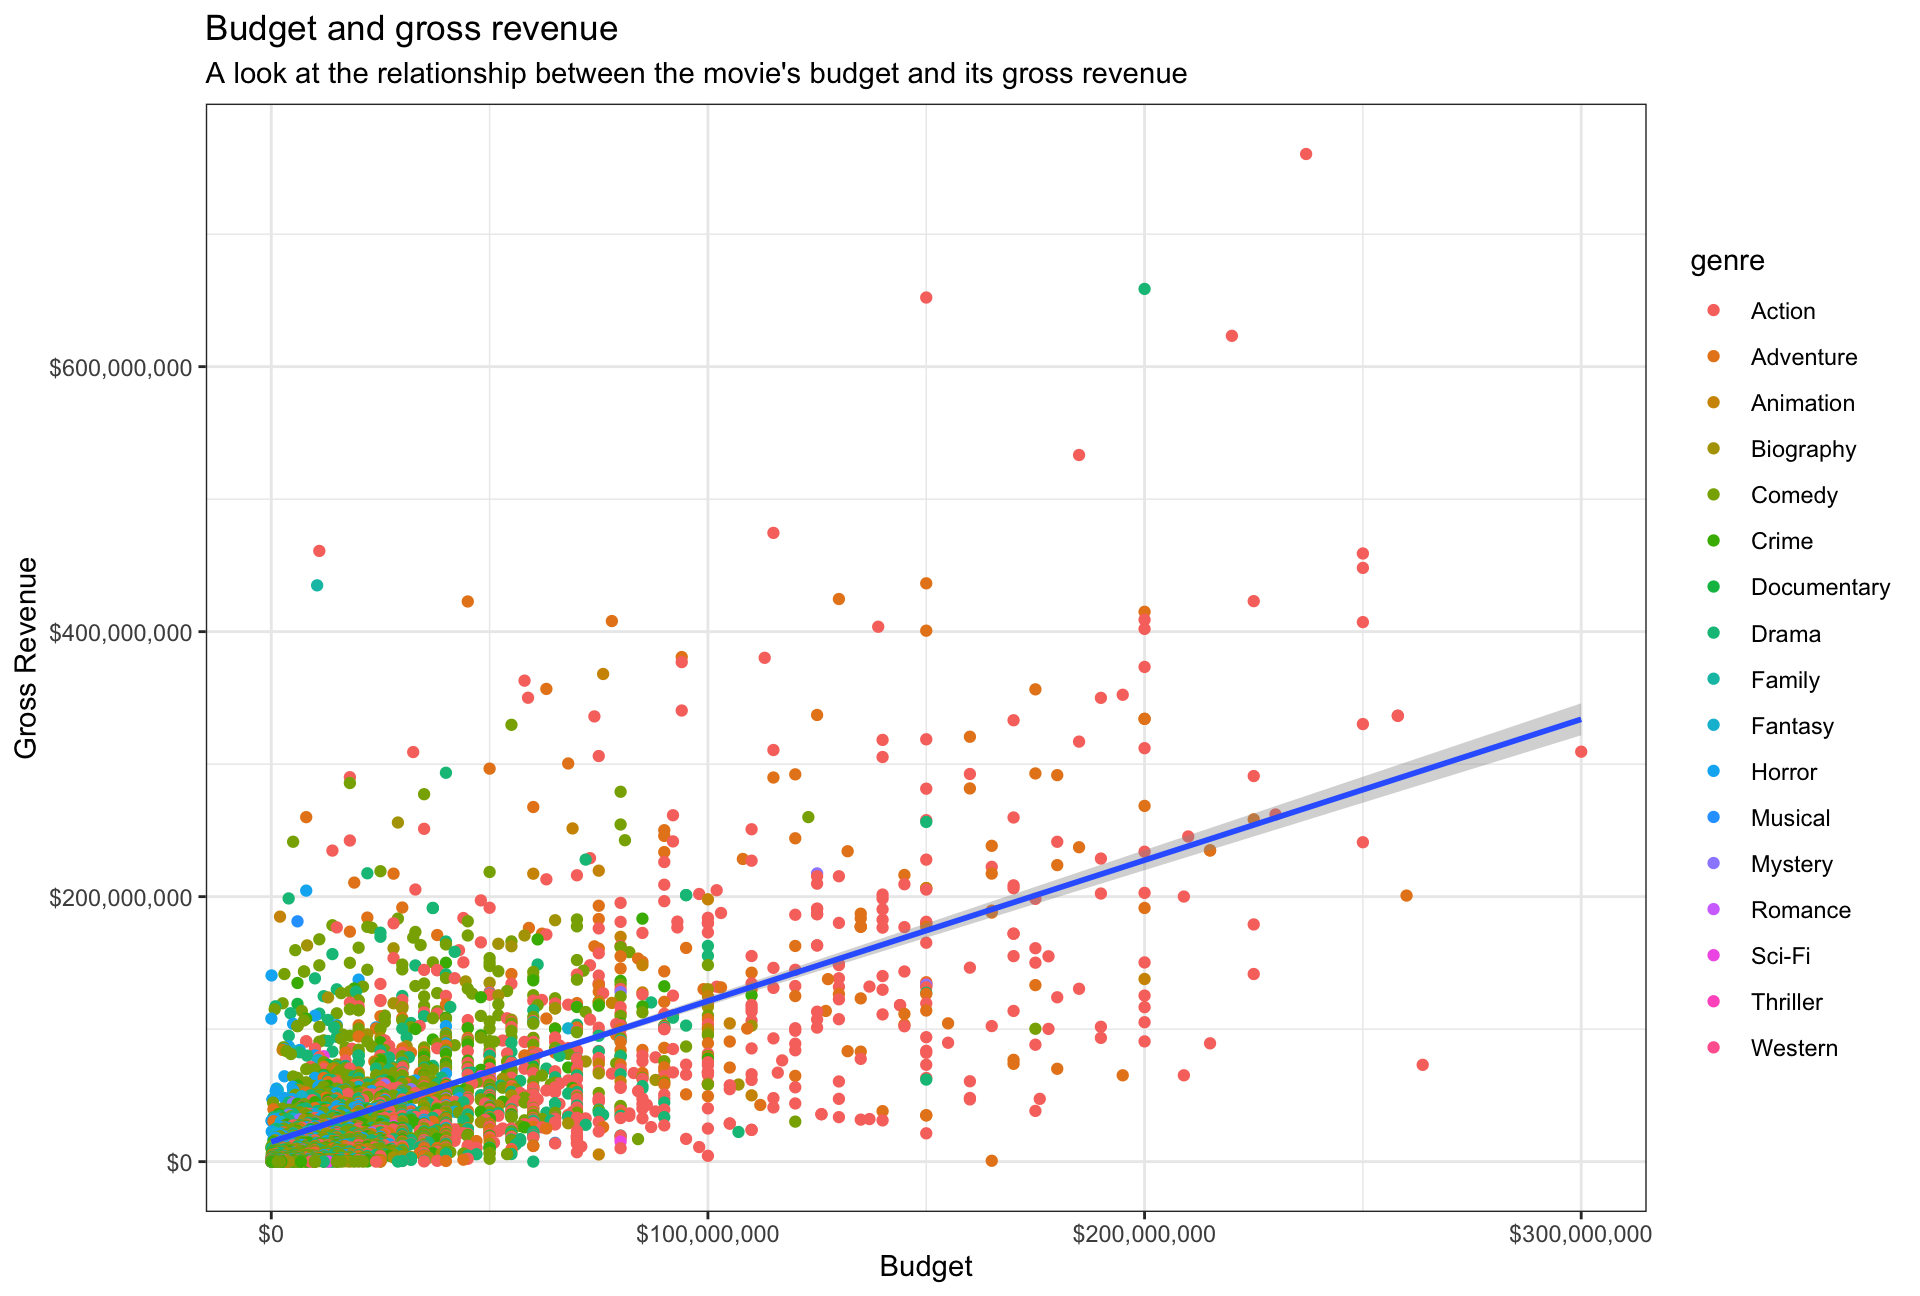 Budget and gross revenue
A look at the relationship between the movie's budget and its gross revenue
Gross Revenue
$600,000,000
$400,000,000
$200,000,000
$0
$0
$100,000,000
$200,000,000
$300,000,000
Budget
genre
Action
Adventure
Animation
Biography
Comedy
Crime
Documentary
Drama
Family
Fantasy
Horror
Musical
Mystery
Romance
Sci-Fi
Thriller
Western